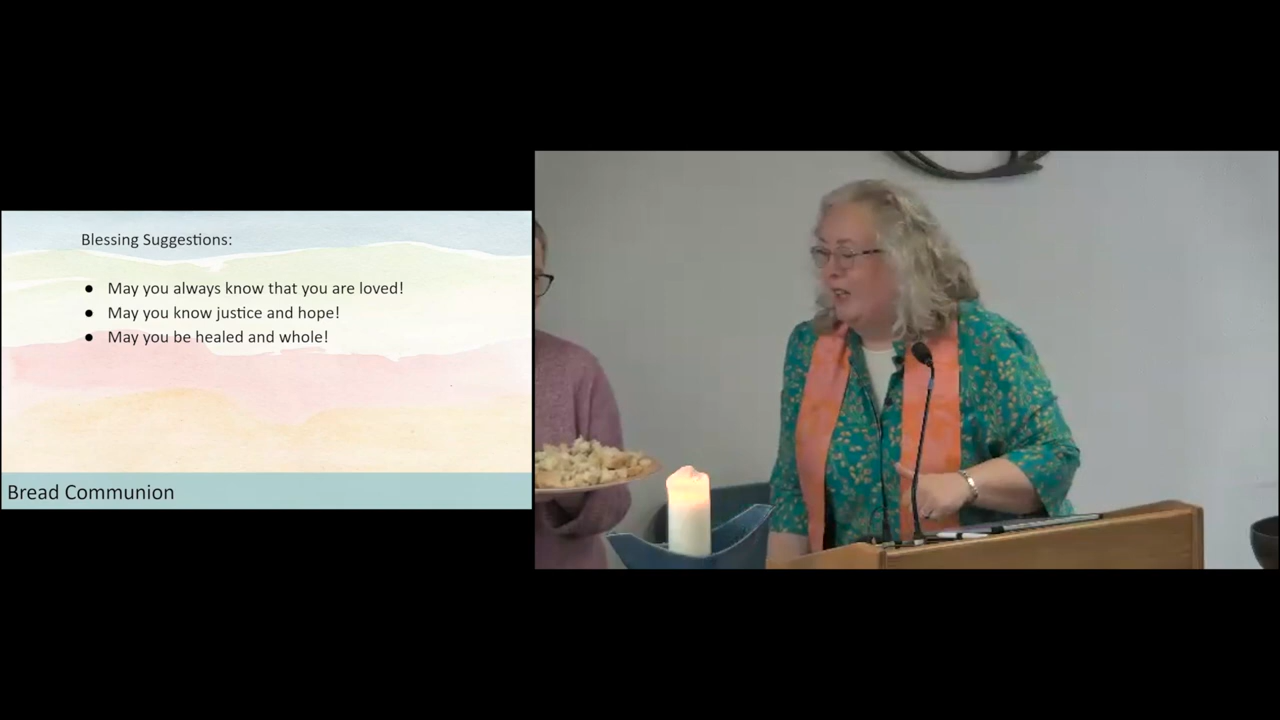 Blessing Suggestions:
● May you always know that you are loved!
● May you know justice and hope!
● May you be healed and whole!
Bread Communion